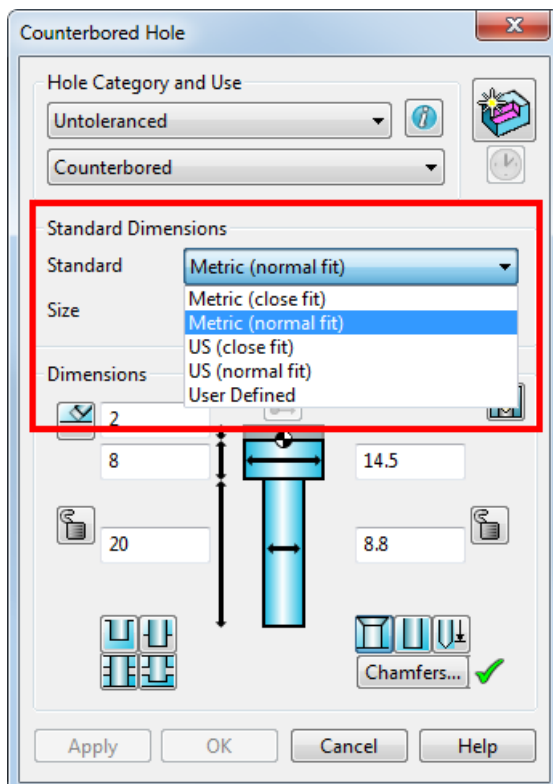 Counterbored Hole
Hole Category and Use
Untoleranced
Counterbored
Standard Dimensions
Standard
Metric (normal fit)
Metric (close fit)
Metric (normal fit)
Size
US (close fit)
US (normal fit)
User Defined
Dimensions
2
8
14.5
20
8.8
Chamfers...
Apply
OK
Cancel
Help